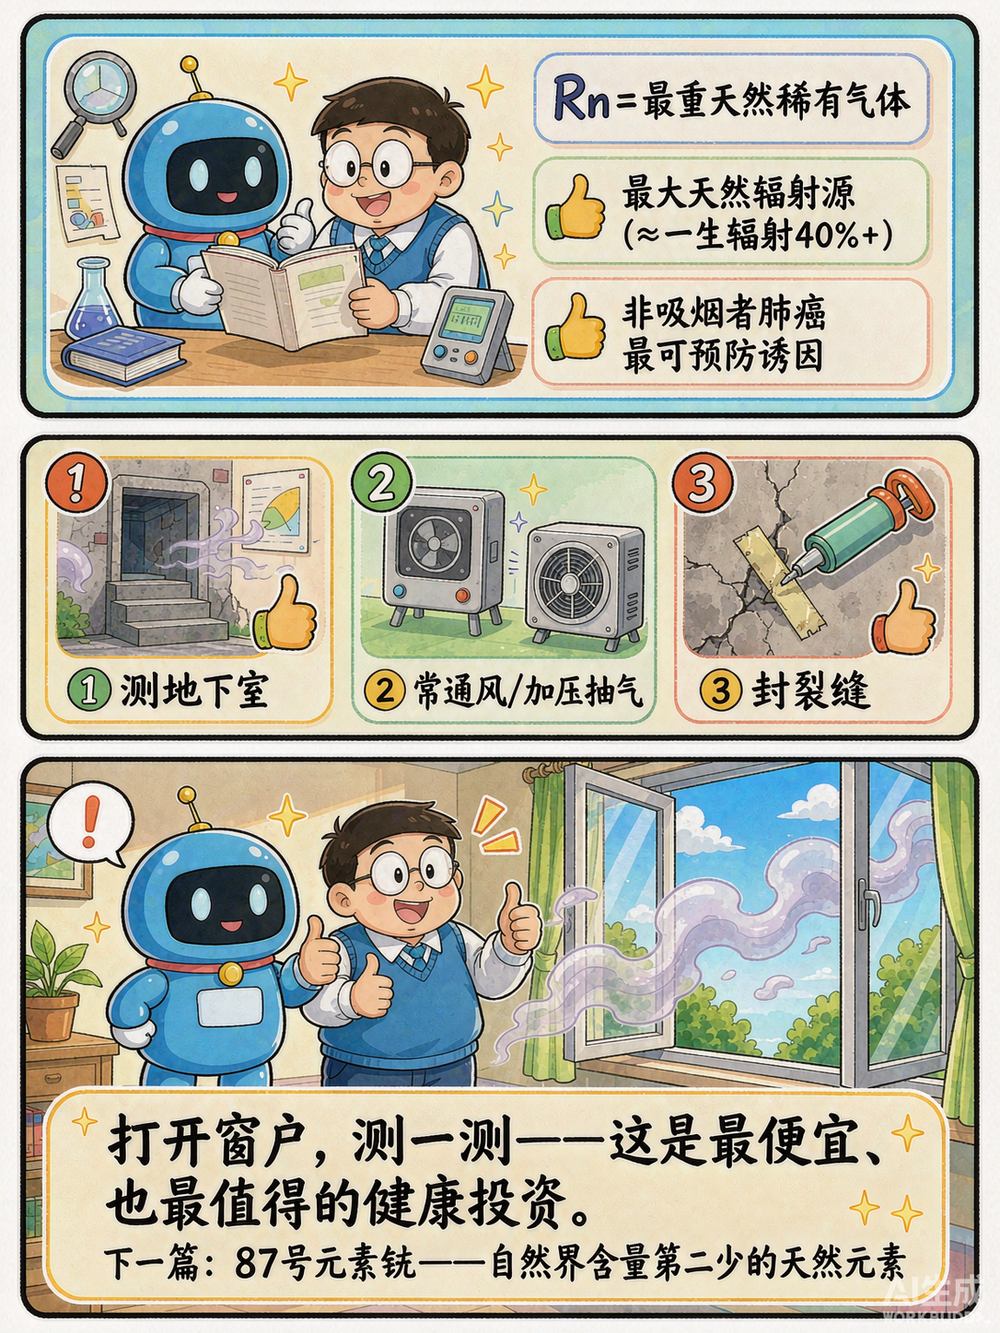 Rn=最重天然稀有气体
最大天然辐射源
(≈一生辐射40%+)
非吸烟者肺癌
最可预防诱因
!
2
3
① 测地下室
② 常通风/加压抽气
③ 封裂缝
!
打开窗户，测一测——这是最便宜、
也最值得的健康投资。
下一篇：87号元素钫——自然界含量第二少的天然元素
AI生成